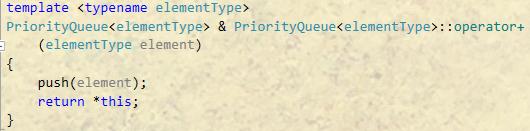 template <typename elementType>
PriorityQueue<elementType> & PriorityQueue<elementType>::operator+
(elementType element)
{
push(element);
return *this;
}